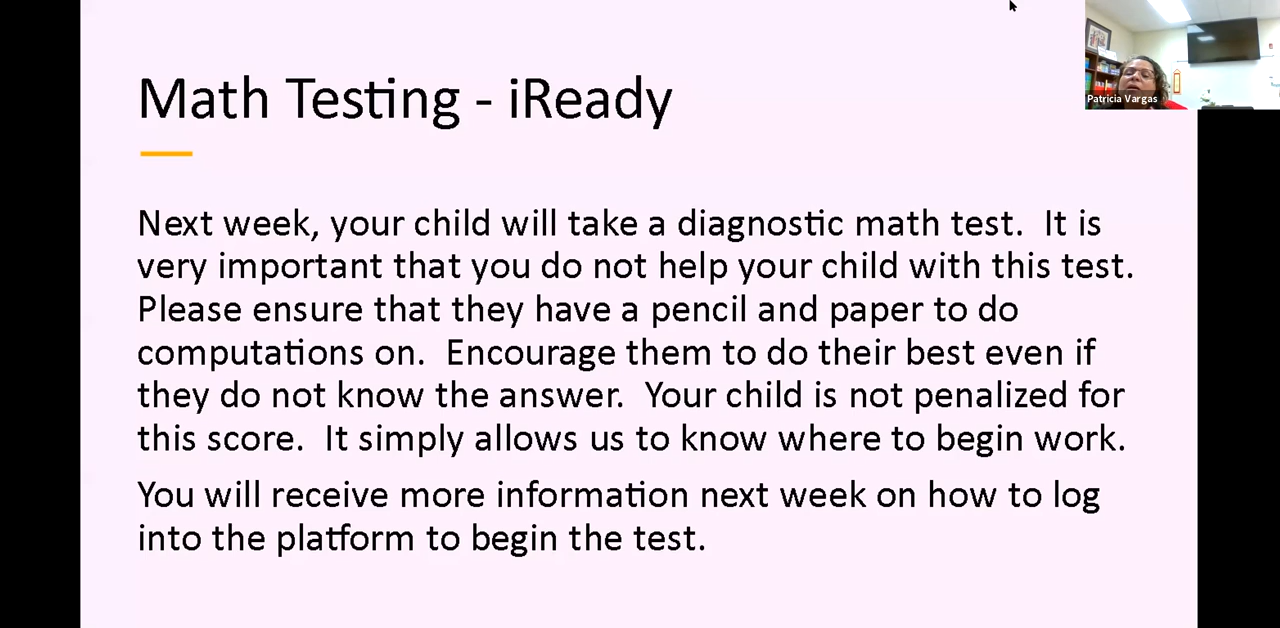 Math Testing - iReady
Patricia Vargas
Next week, your child will take a diagnostic math test.  It is
very important that you do not help your child with this test.
Please ensure that they have a pencil and paper to do
computations on.  Encourage them to do their best even if
they do not know the answer.  Your child is not penalized for
this score.  It simply allows us to know where to begin work.
You will receive more information next week on how to log
into the platform to begin the test.